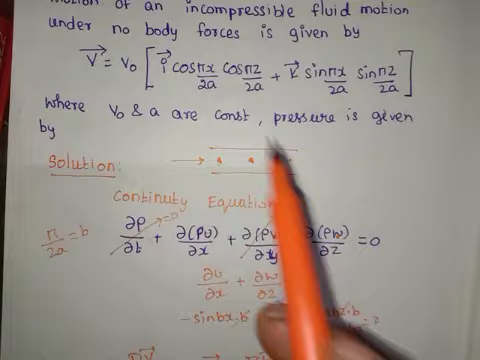 motion of an incompressible fluid motion
under no body forces is given by
V⃗ = V₀ [ i⃗ cos πx/2a cos πz/2a + k⃗ sin πx/2a sin πz/2a ]
where V₀ & a are const, pressure is given
by
Solution:
Continuity Equation
π/2a = b
∂ρ/∂t =0 + ∂(ρu)/∂x + ∂(ρv)/∂y ∂(ρw)/∂z = 0
∂u/∂x + ∂w/∂z
- sinbx. b